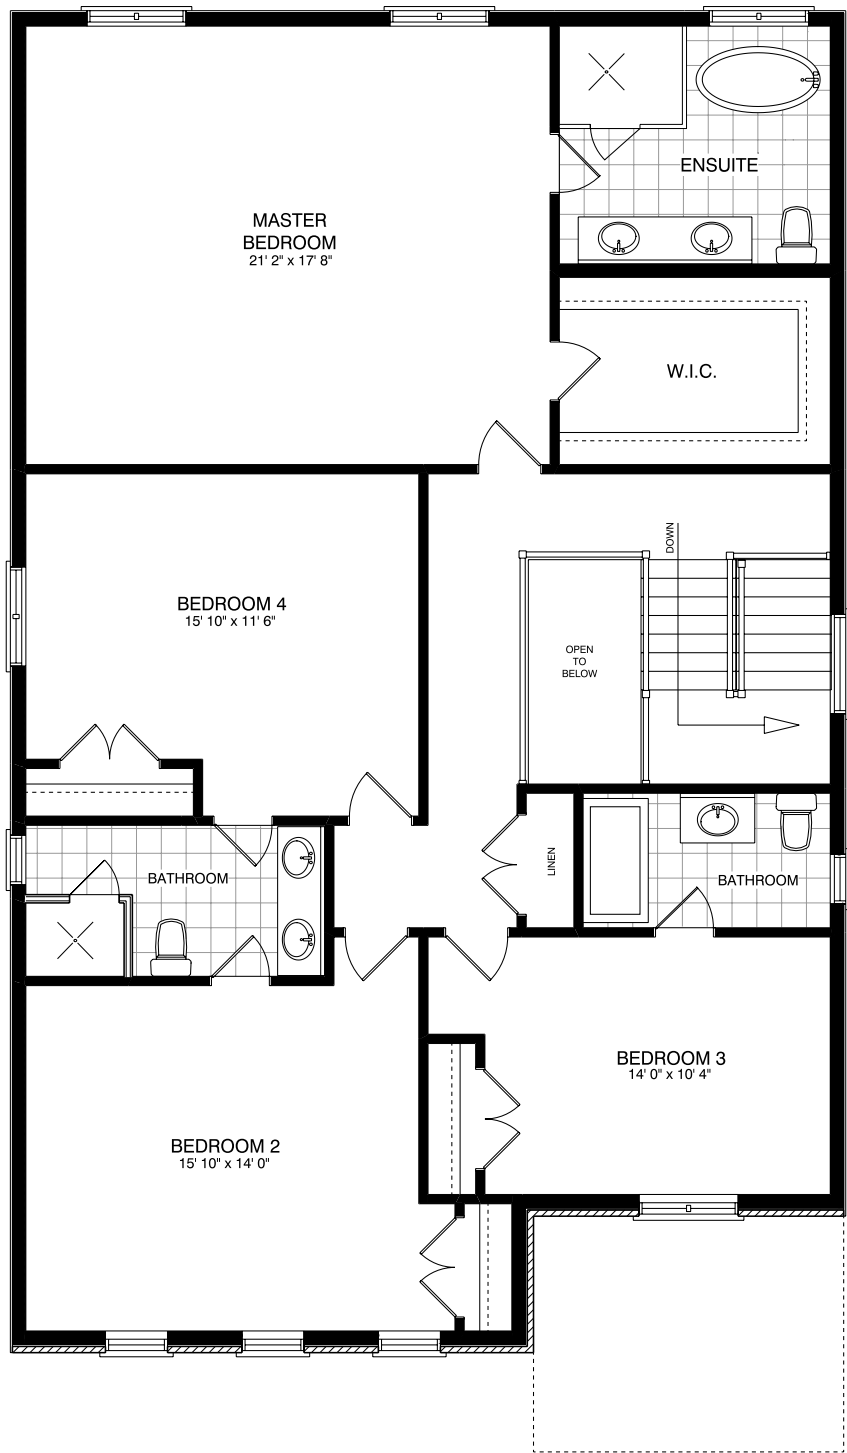 ENSUITE
MASTER
BEDROOM
21' 2" x 17' 8"
W.I.C.
DOWN
BEDROOM 4
15' 10" x 11' 6"
OPEN
TO
BELOW
BATHROOM
LINEN
BATHROOM
BEDROOM 3
14' 0" x 10' 4"
BEDROOM 2
15' 10" x 14' 0"